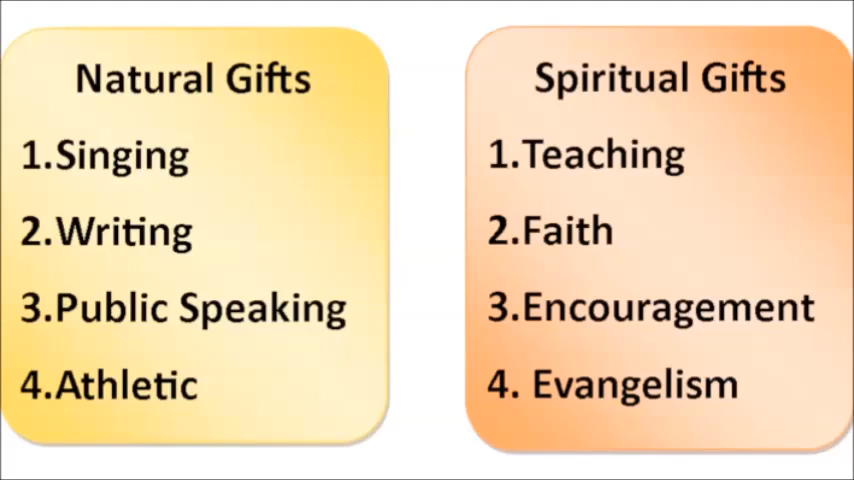 Natural Gifts
1.Singing
2.Writing
3.Public Speaking
4.Athletic
Spiritual Gifts
1.Teaching
2.Faith
3.Encouragement
4. Evangelism